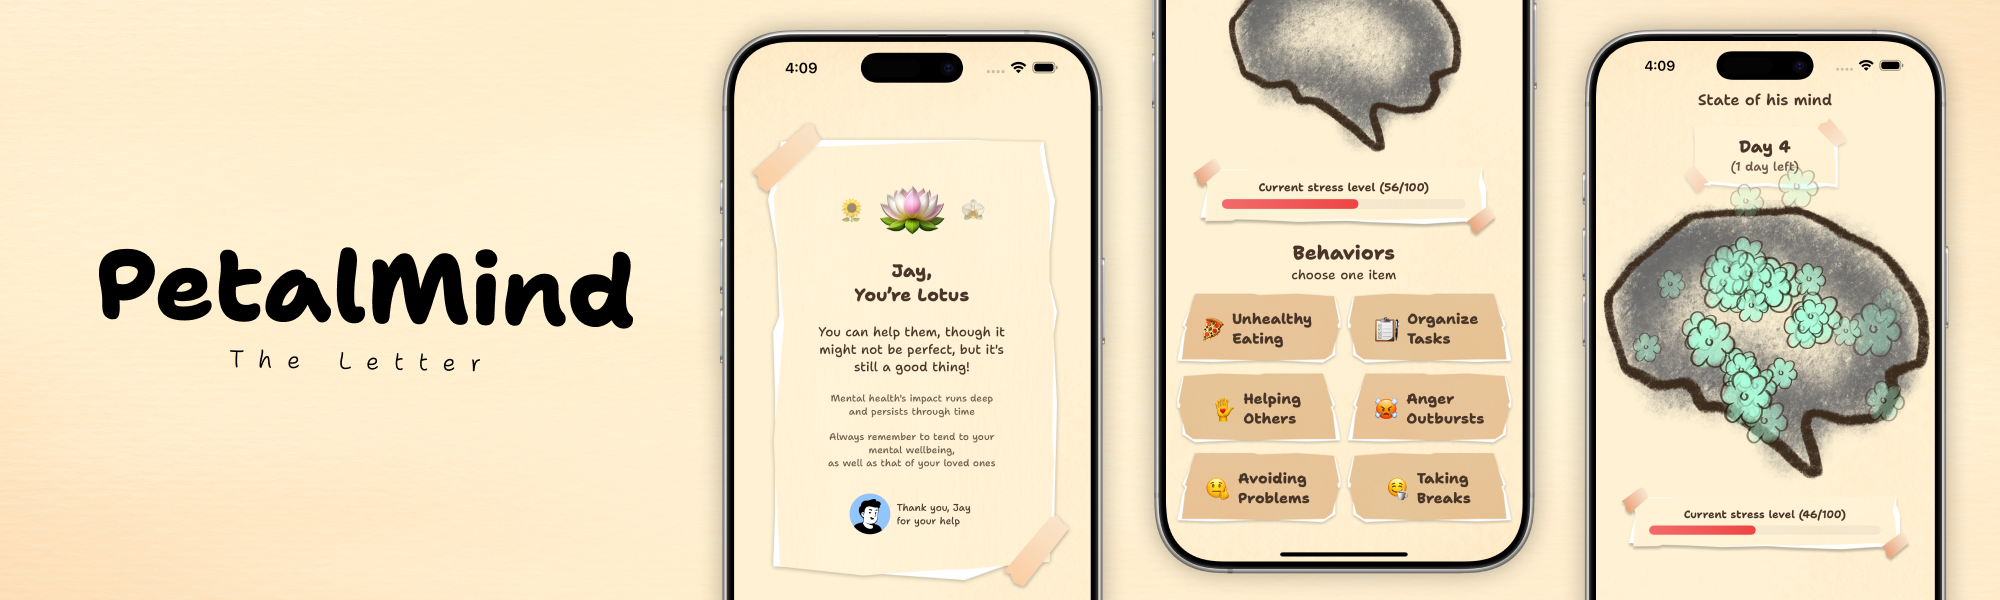 PetalMind
The Letter
4:09
Jay,
You're Lotus
You can help them, though it
might not be perfect, but it's
still a good thing!
Mental health's impact runs deep
and persists through time
Always remember to tend to your
mental wellbeing,
as well as that of your loved ones
Thank you, Jay
for your help
Current stress level (56/100)
Behaviors
choose one item
Unhealthy
Eating
Organize
Tasks
Helping
Others
Anger
Outbursts
Avoiding
Problems
Taking
Breaks
4:09
State of his mind
Day 4
(1 day left)
Current stress level (46/100)